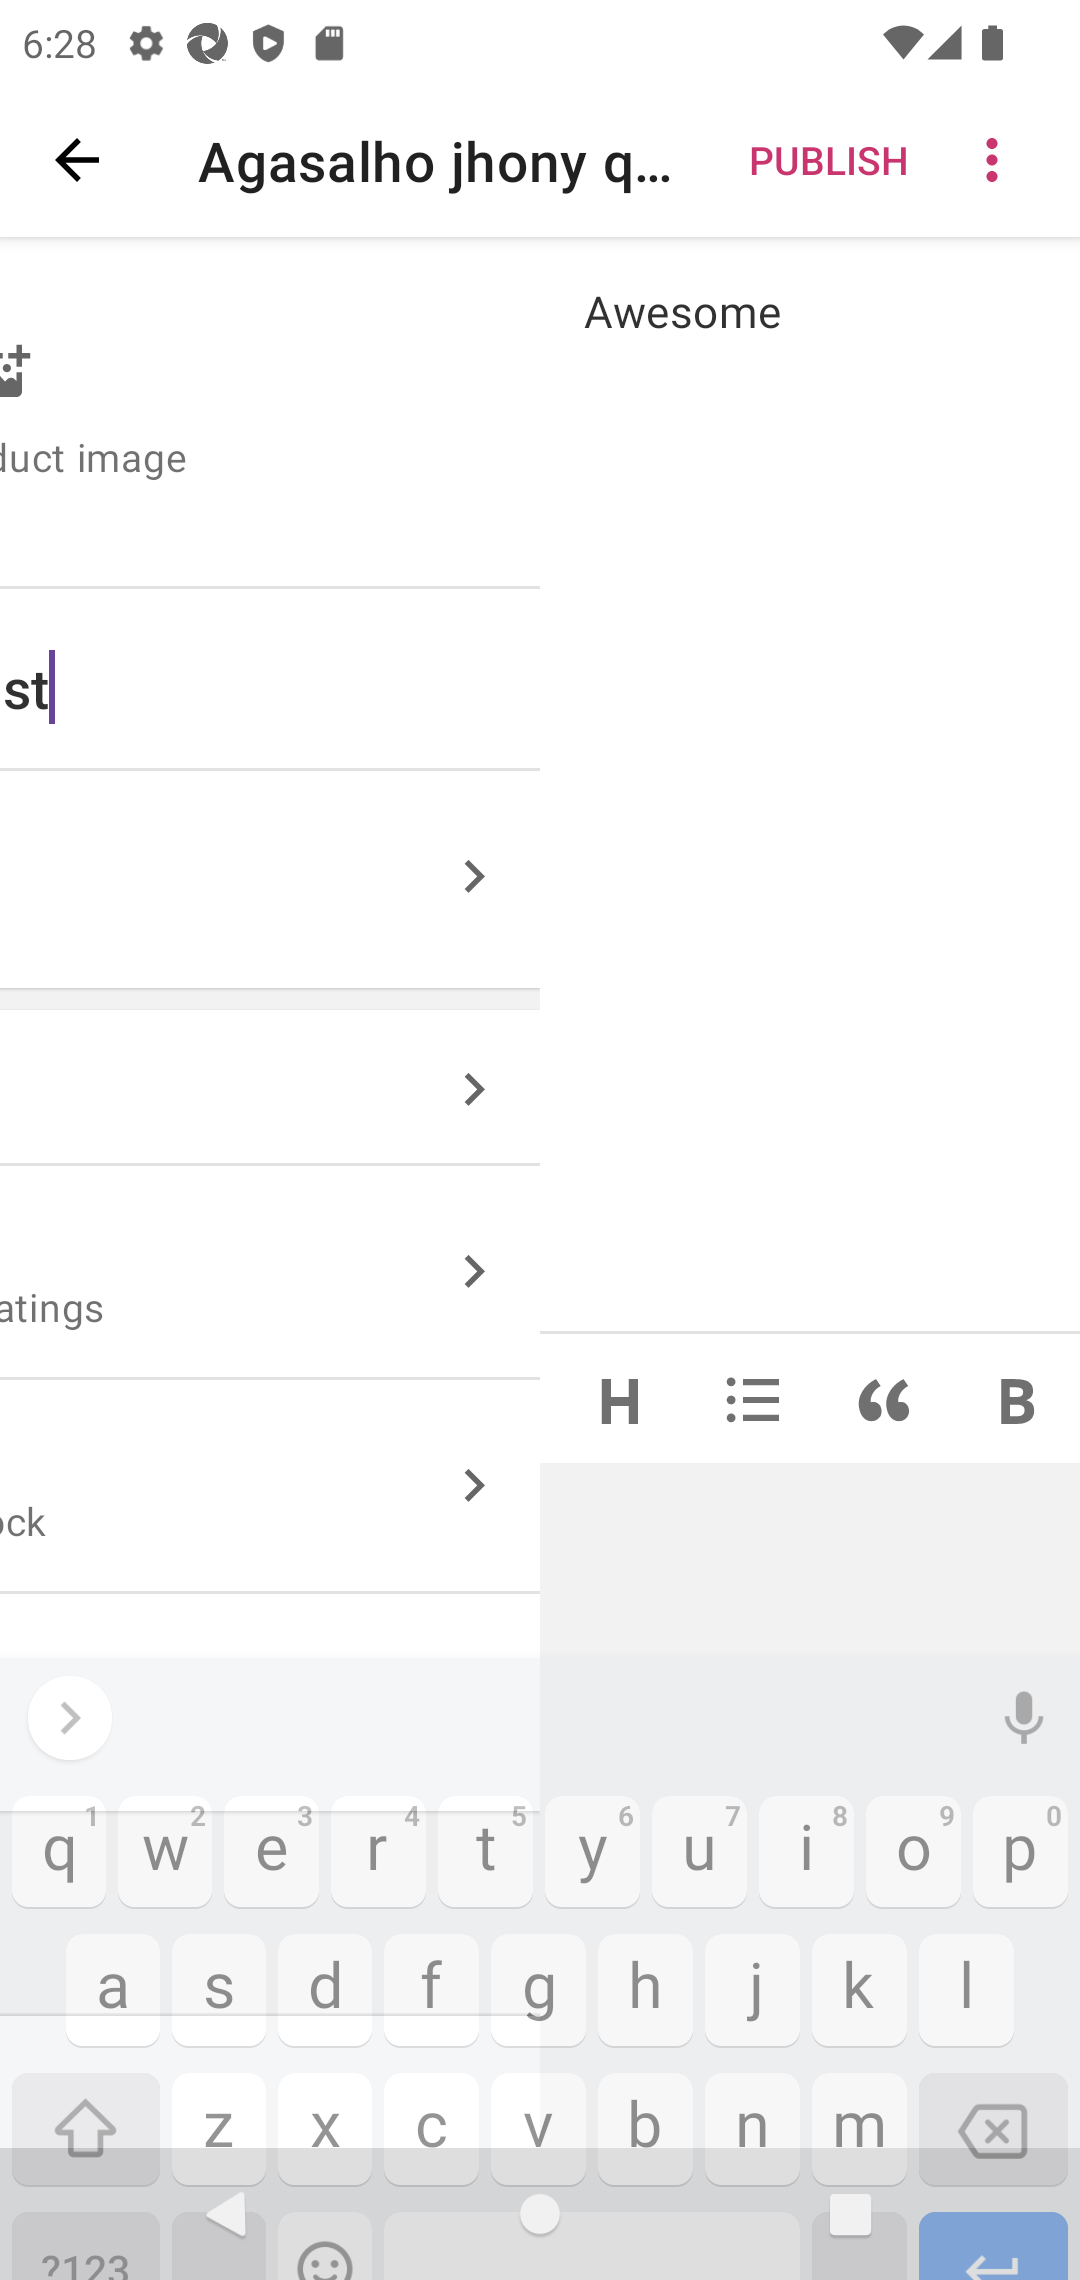 6:28
Agasalho jhony q...
PUBLISH
Awesome
duct image
st
atings
ock
H B
q1 w2 e3 r4 t5 y6 u7 i8 o9 p0
a s d f g h j k l
z x c v b n m
?123